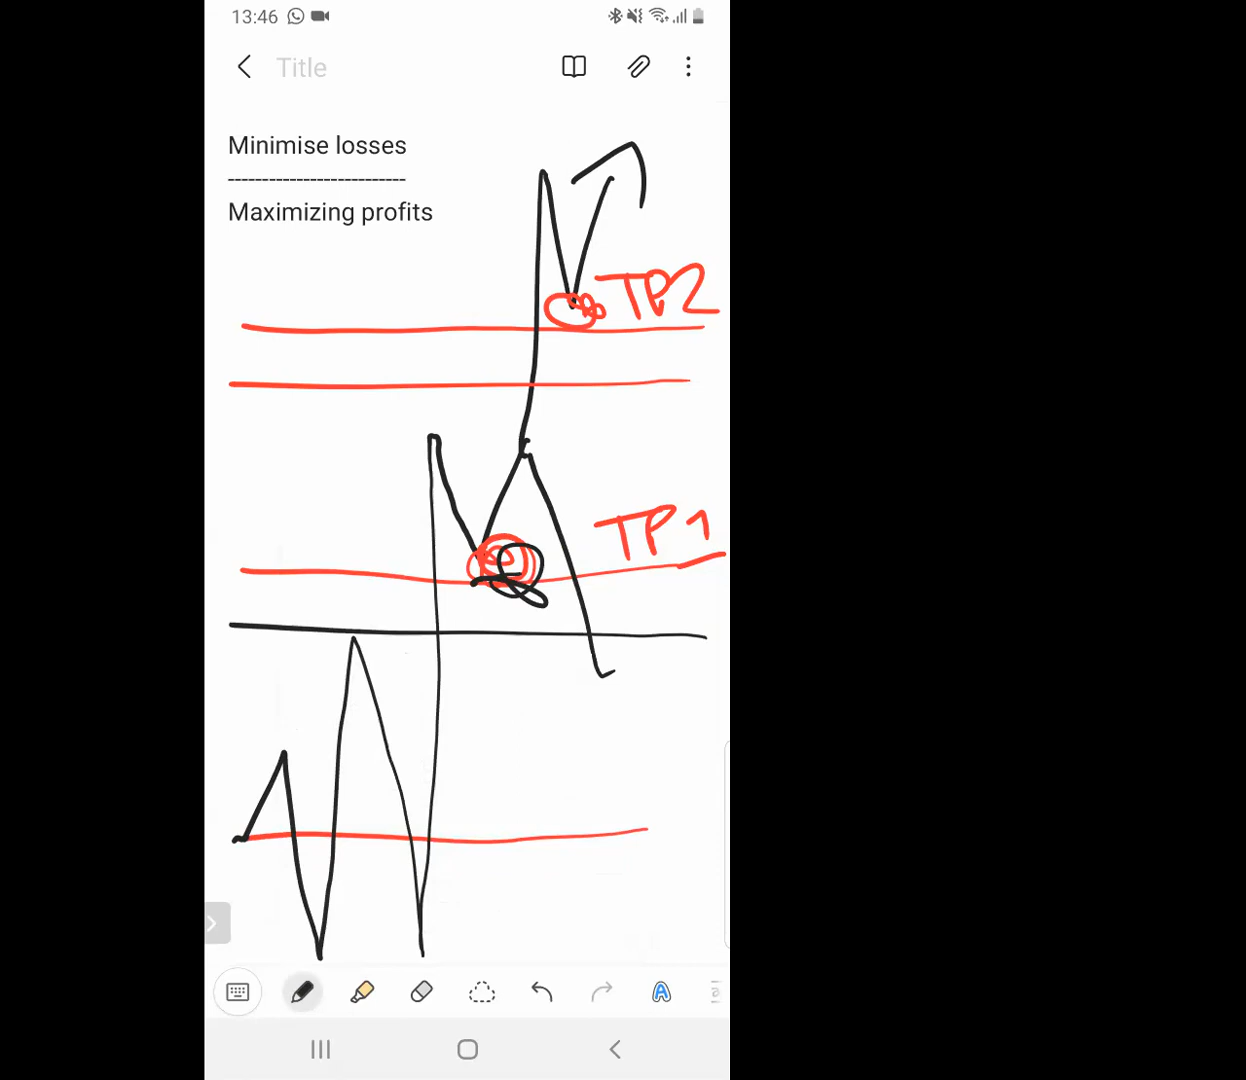 13:46
Title
Minimise losses
--------------------------
Maximizing profits
TP2
TP1
A